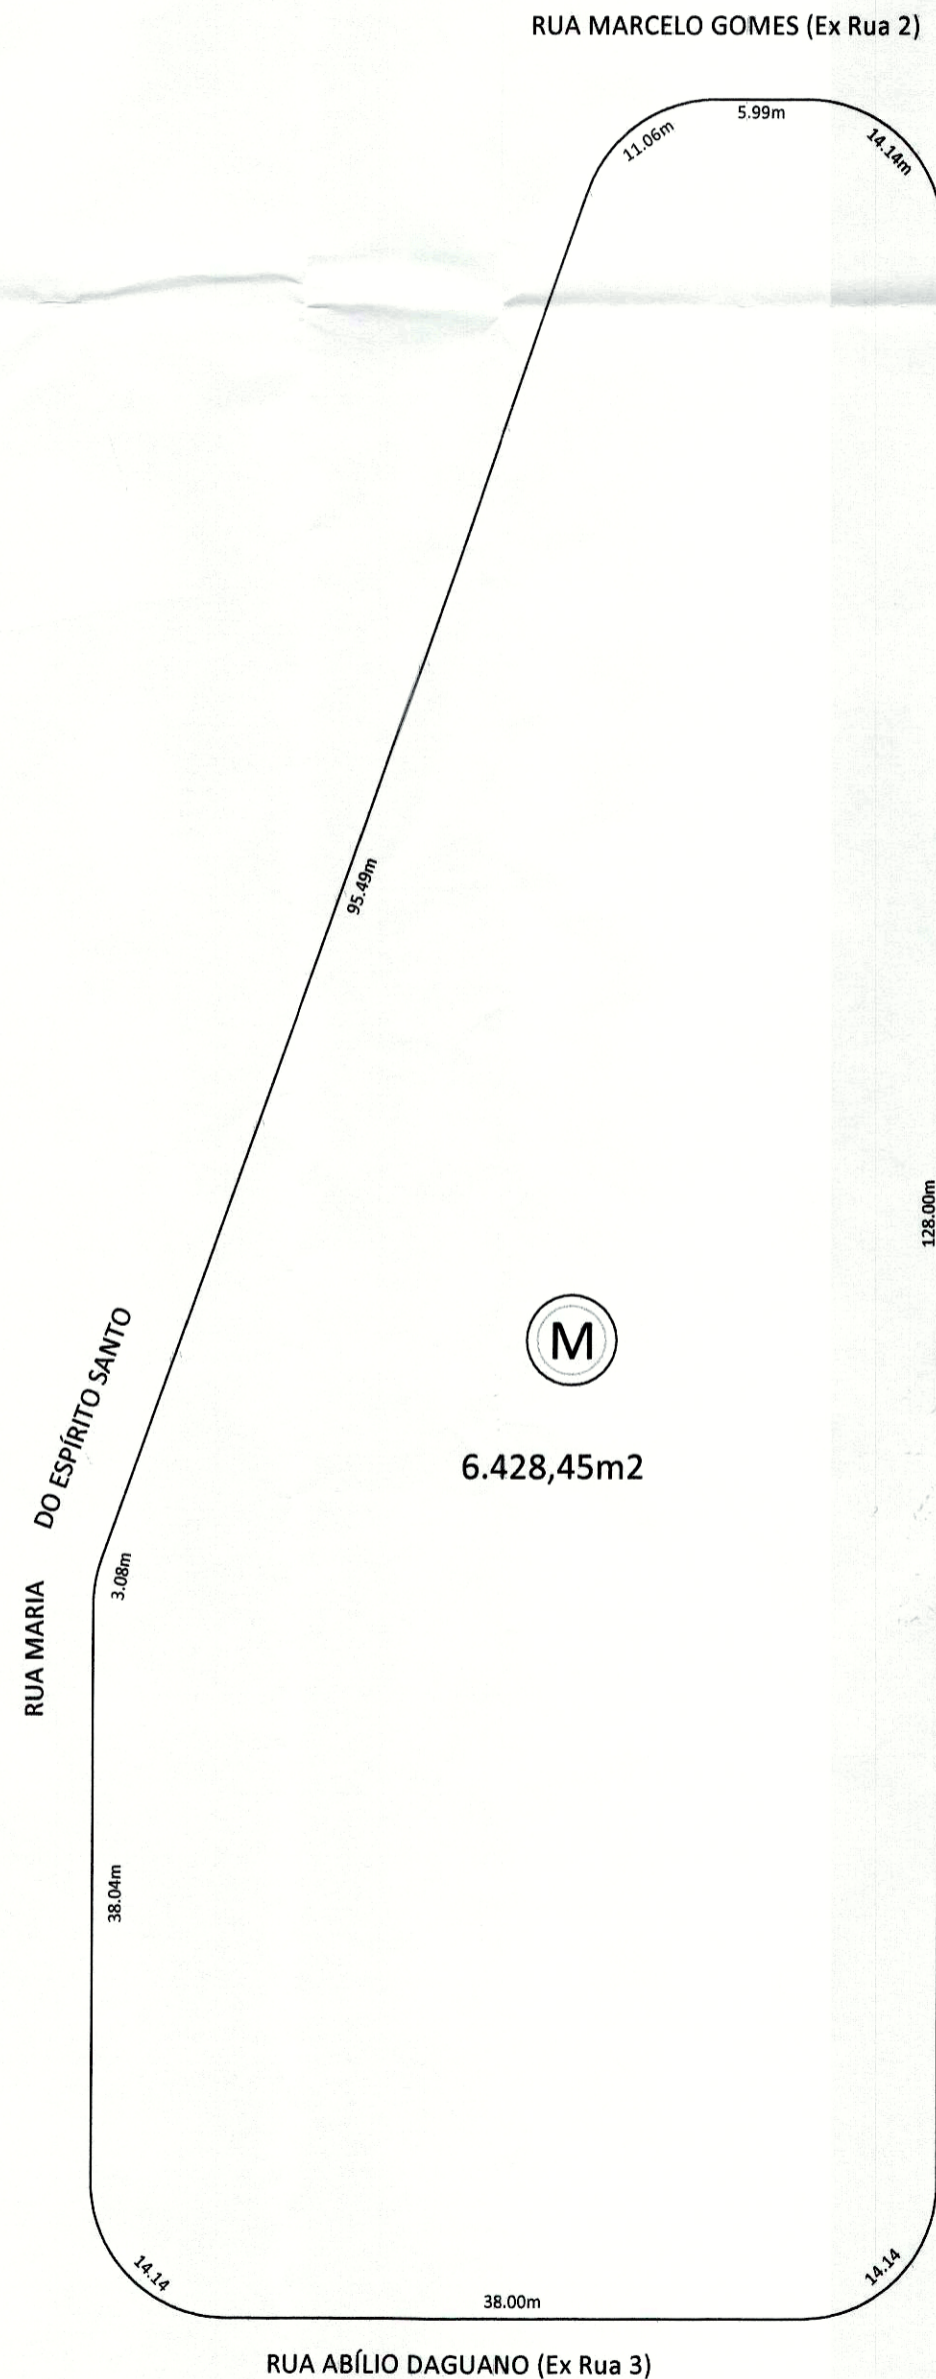 RUA MARCELO GOMES (Ex Rua 2)
5.99m
11.06m
14.14m
95.49m
128.00m
DO ESPÍRITO SANTO
M
6.428,45m2
3.08m
RUA MARIA
38.04m
14.14
14.14
38.00m
RUA ABÍLIO DAGUANO (Ex Rua 3)